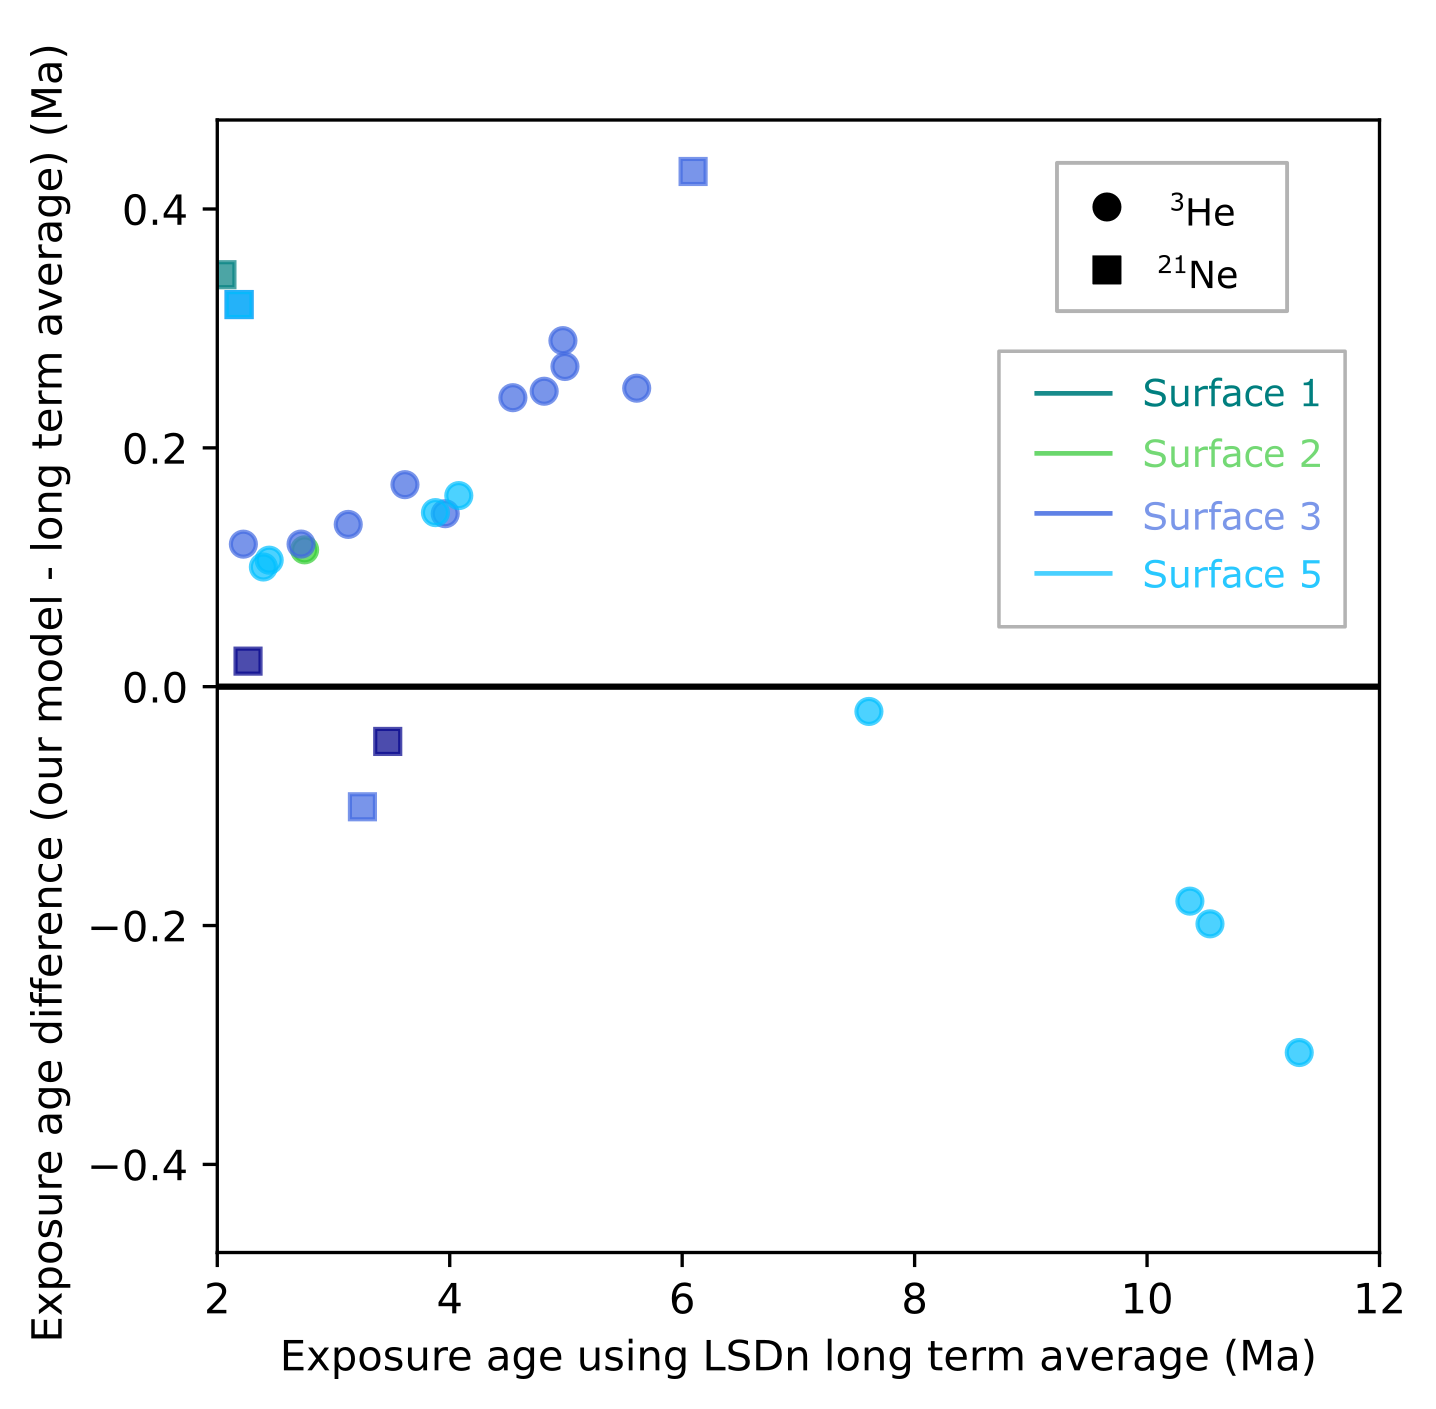 Exposure age difference (our model - long term average) (Ma)
0.4
0.2
0.0
−0.2
−0.4
³He
²¹Ne
Surface 1
Surface 2
Surface 3
Surface 5
2 4 6 8 10 12
Exposure age using LSDn long term average (Ma)